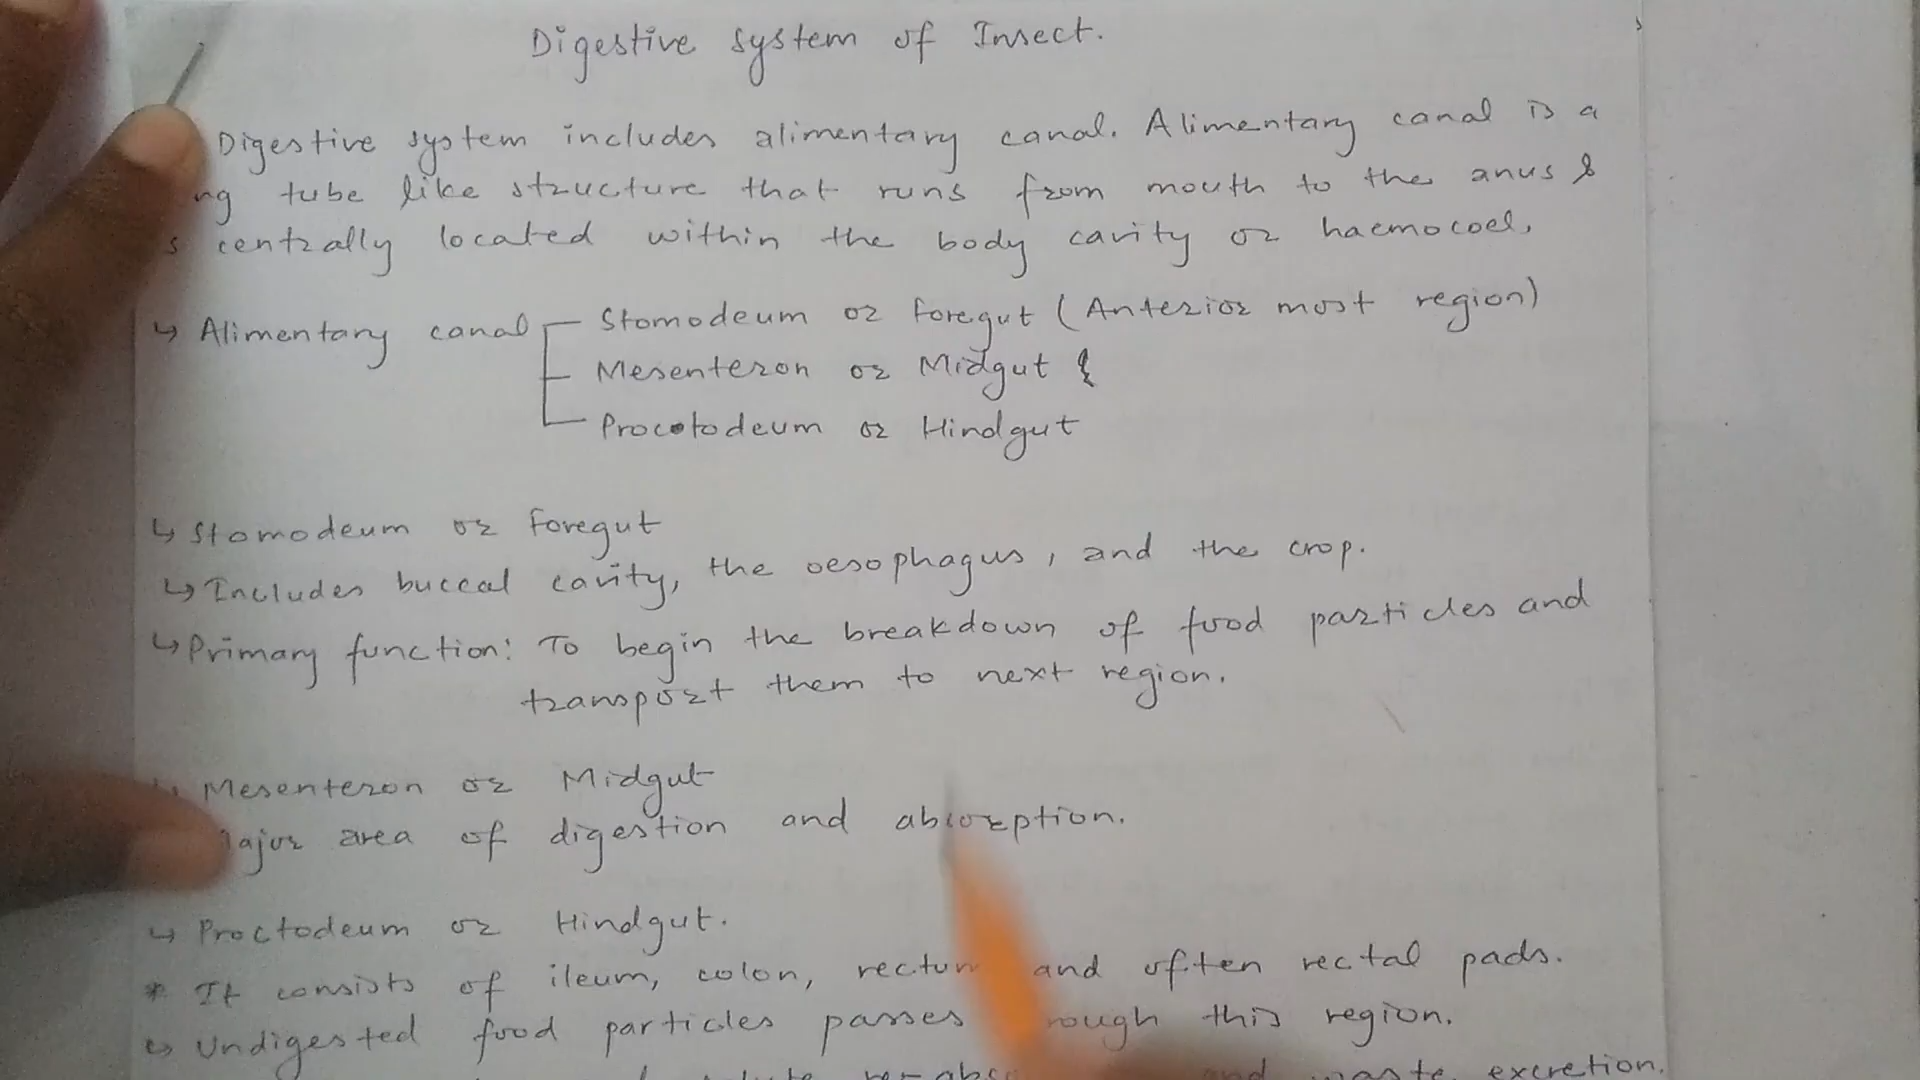 Digestive system of Insect.
Digestive system includes alimentary canal. Alimentary canal is a
tube like structure that runs from mouth to the anus &
centrally located within the body cavity or haemocoel,
↳ Alimentary canal
Stomodeum or foregut (Anterior most region)
Mesenteron or Midgut {
Proctodeum or Hindgut
↳ Stomodeum or foregut
↳ Includes buccal cavity, the oesophagus, and the crop.
↳ Primary function: To begin the breakdown of food particles and
transport them to next region.
Mesenteron or Midgut
area of digestion and absorption.
↳ Proctodeum or Hindgut.
* It consists of ileum, colon, rectum and often rectal pads.
↳ Undigested food particles passes this region.
and waste excretion.